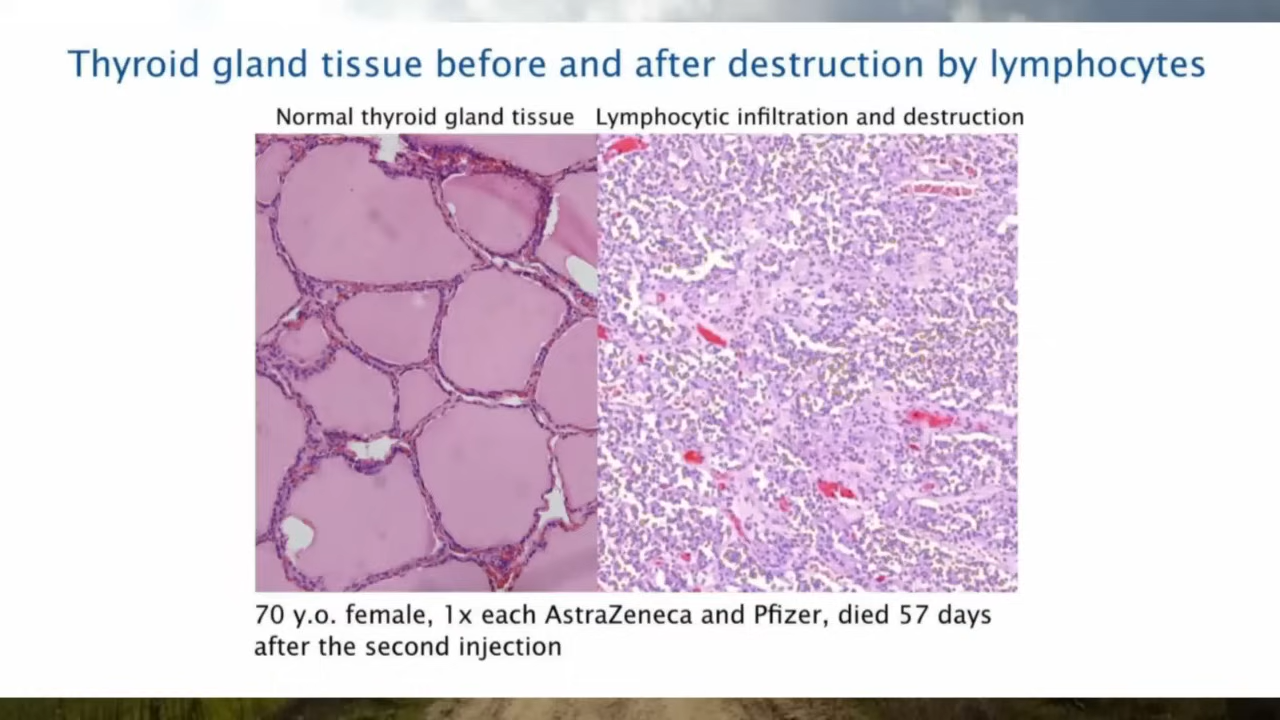 Thyroid gland tissue before and after destruction by lymphocytes
Normal thyroid gland tissue
Lymphocytic infiltration and destruction
70 y.o. female, 1x each AstraZeneca and Pfizer, died 57 days
after the second injection